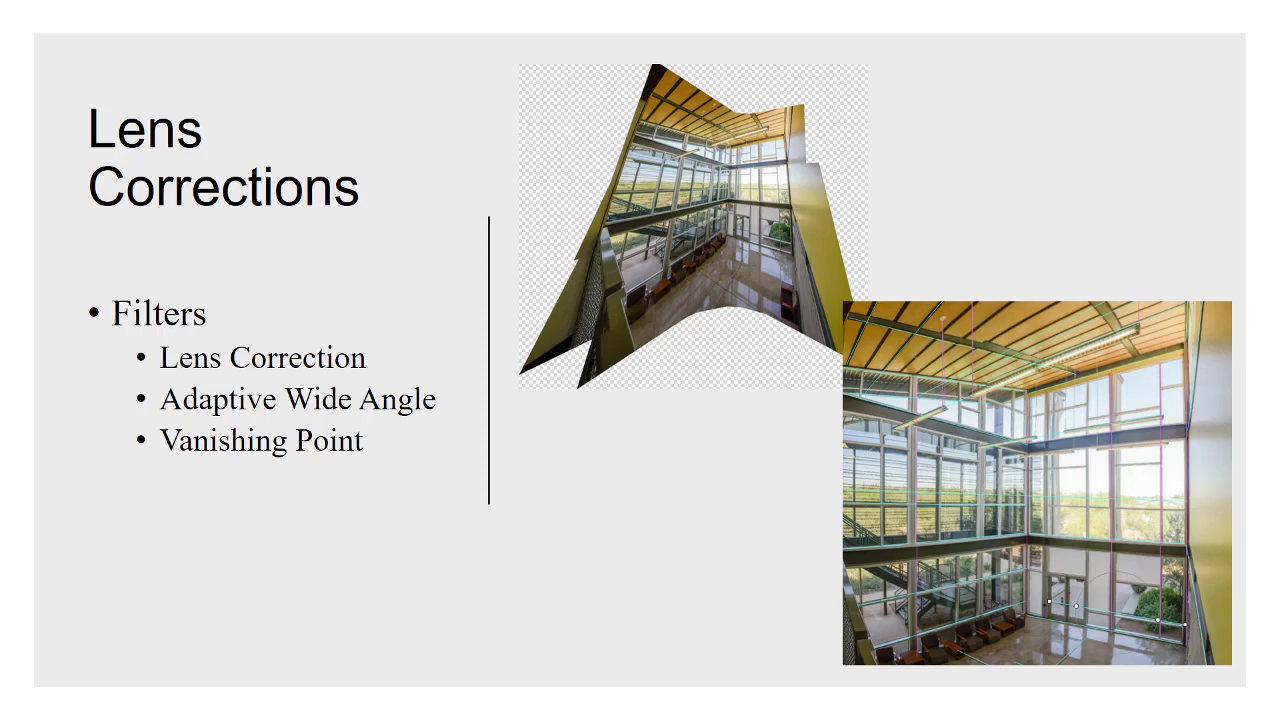 Lens
Corrections
• Filters
• Lens Correction
• Adaptive Wide Angle
• Vanishing Point